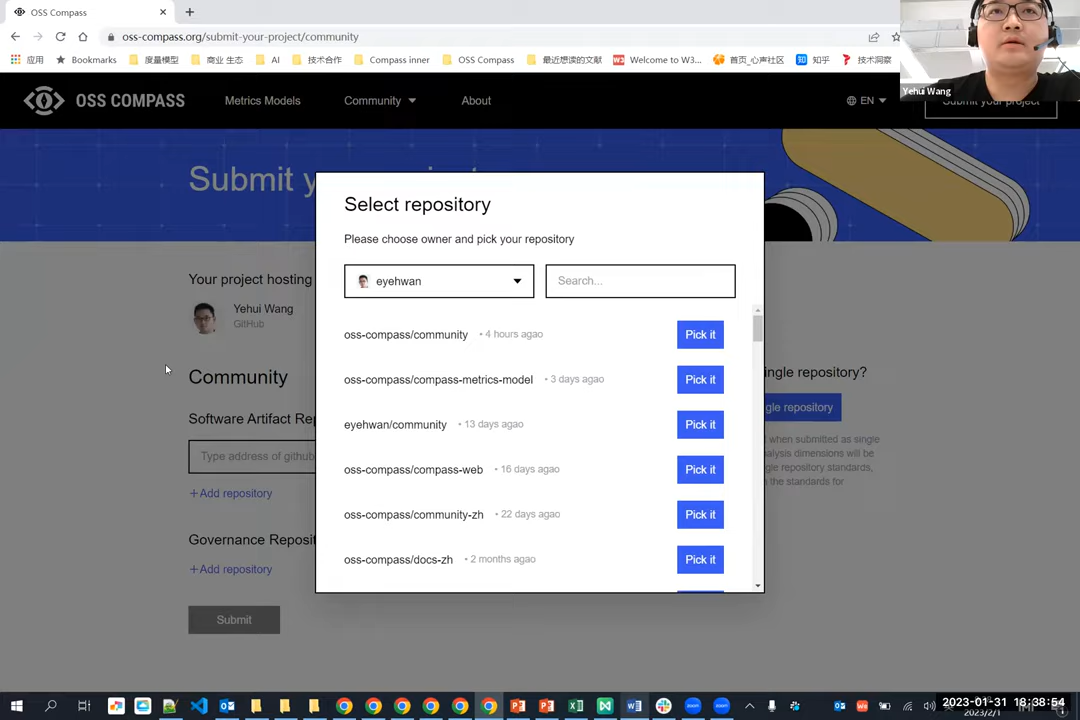 OSS Compass
oss-compass.org/submit-your-project/community
应用
Bookmarks
度量模型
商业 生态
AI
技术合作
Compass inner
OSS Compass
最近想读的文献
Welcome to W3...
首页_心声社区
知乎
技术洞察
Yehui Wang
OSS COMPASS
Metrics Models
Community
About
EN
Submit your project
Submit y
Select repository
Please choose owner and pick your repository
eyehwan
Search...
oss-compass/community • 4 hours agao Pick it
oss-compass/compass-metrics-model • 3 days agao Pick it
eyehwan/community • 13 days agao Pick it
oss-compass/compass-web • 16 days agao Pick it
oss-compass/community-zh • 22 days agao Pick it
oss-compass/docs-zh • 2 months agao Pick it
Your project hosting
Yehui Wang
GitHub
Community
Software Artifact Rep
Type address of github
+Add repository
Governance Reposit
+Add repository
Submit
ingle repository?
gle repository
when submitted as single
alysis dimensions will be
gle repository standards,
the standards for
2023-01-31 18:38:54
2023/2/1